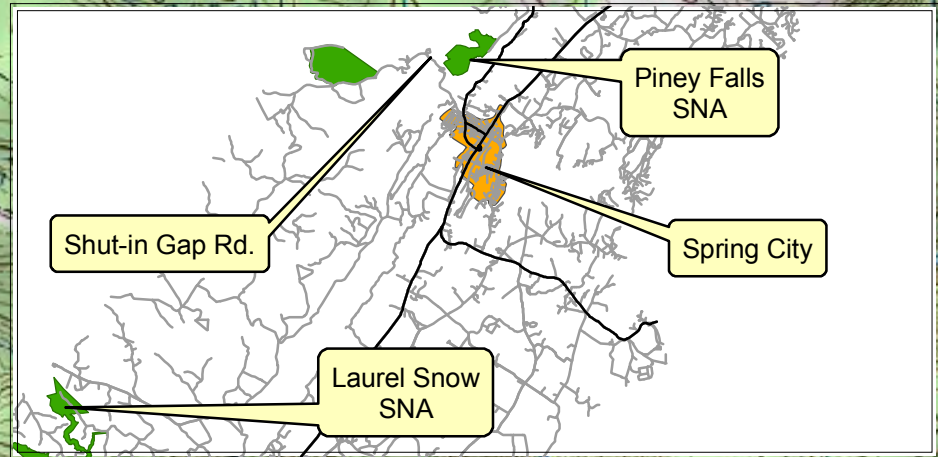 Piney Falls
SNA
Shut-in Gap Rd.
Spring City
Laurel Snow
SNA